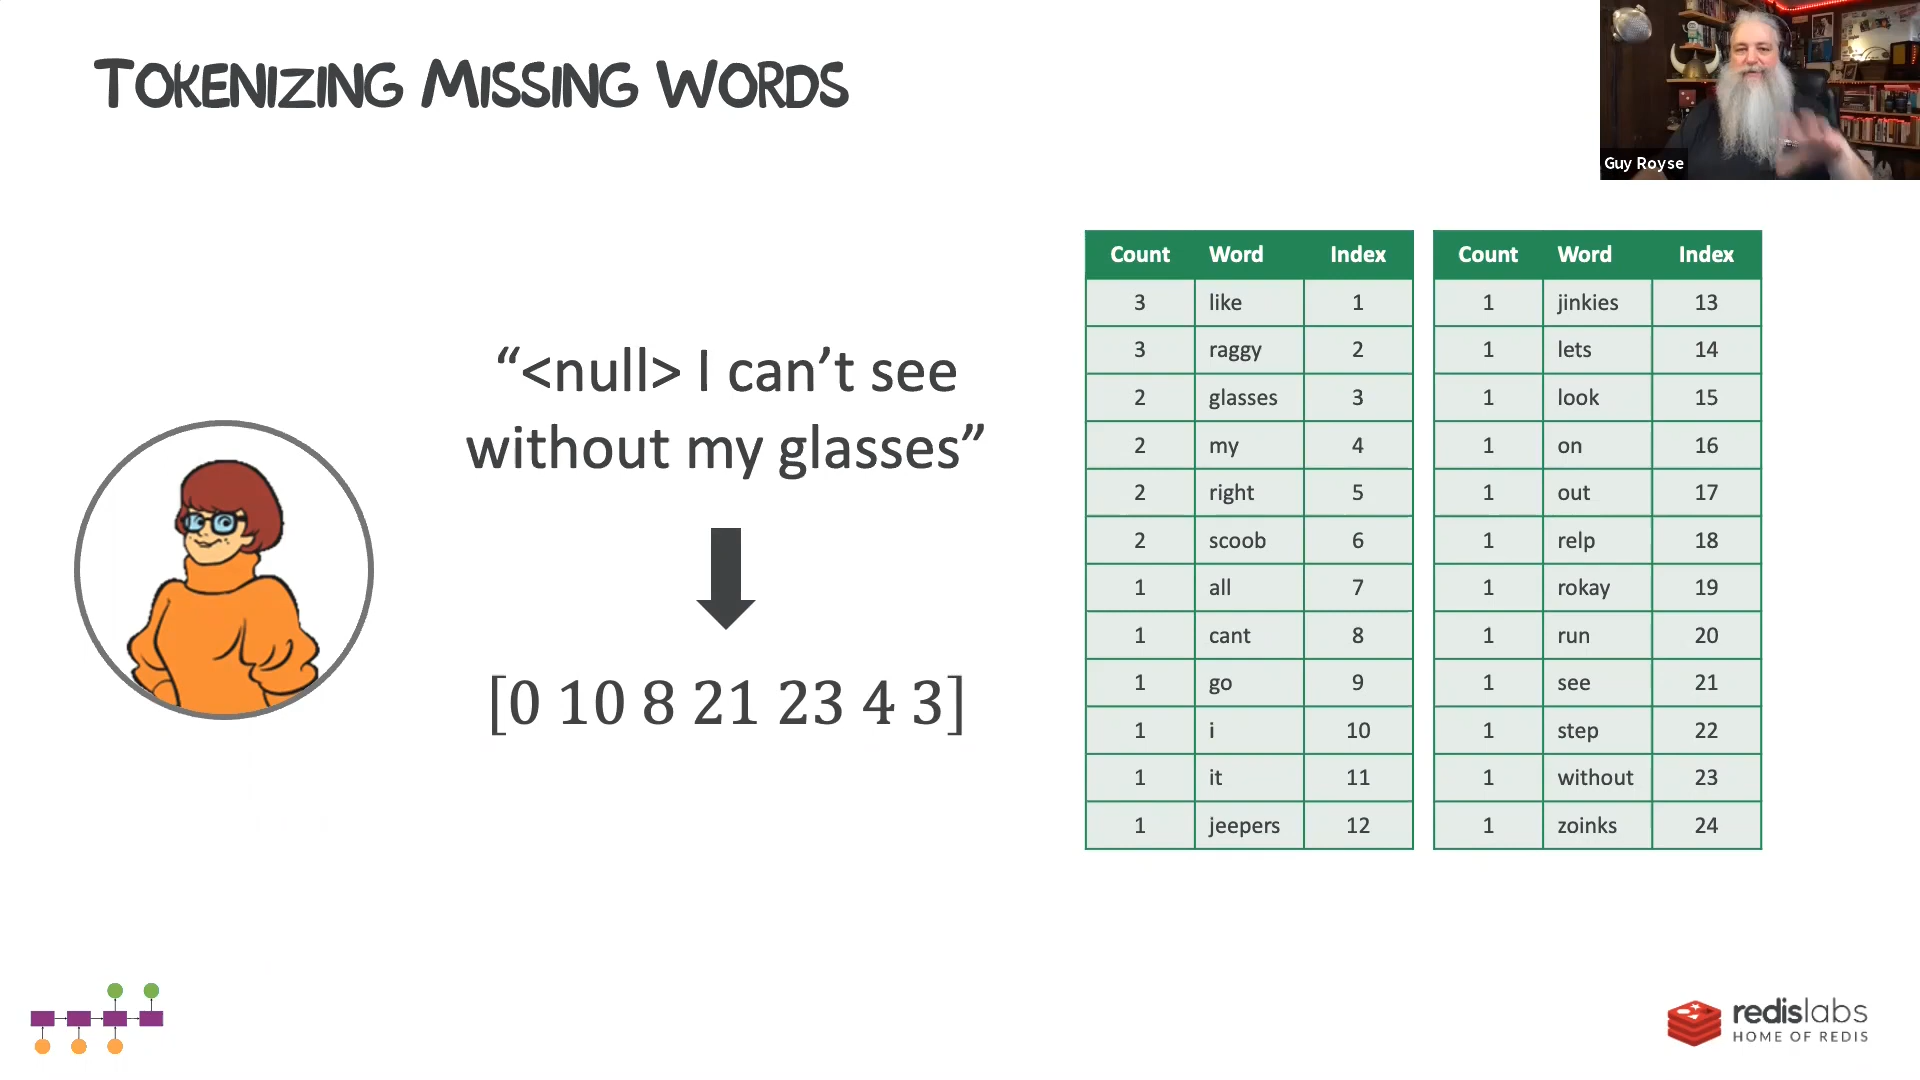 TOKENIZING MISSING WORDS
Guy Royse
“<null> I can’t see
without my glasses”
[0 10 8 21 23 4 3]
Count Word Index
3 like 1
3 raggy 2
2 glasses 3
2 my 4
2 right 5
2 scoob 6
1 all 7
1 cant 8
1 go 9
1 i 10
1 it 11
1 jeepers 12
Count Word Index
1 jinkies 13
1 lets 14
1 look 15
1 on 16
1 out 17
1 relp 18
1 rokay 19
1 run 20
1 see 21
1 step 22
1 without 23
1 zoinks 24
redislabs
HOME OF REDIS